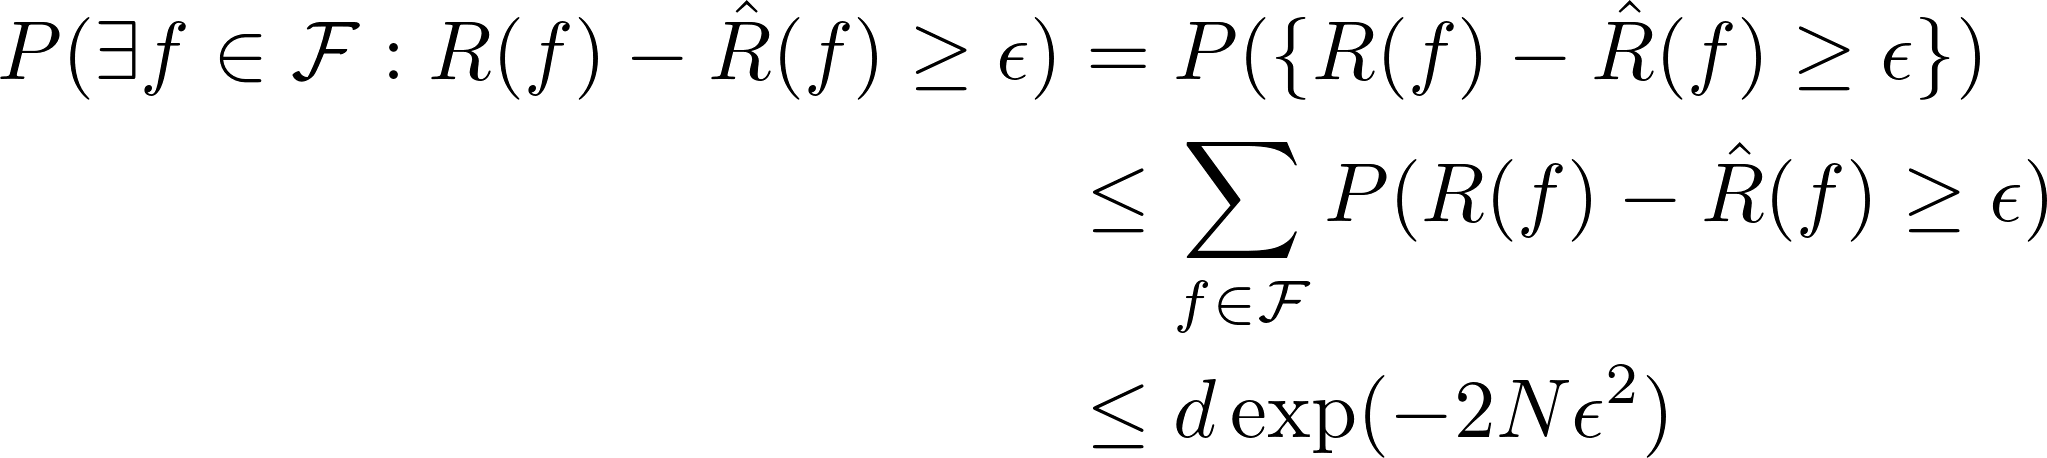 P(∃f ∈ ℱ : R(f) − R̂(f) ≥ ϵ) = P({R(f) − R̂(f) ≥ ϵ})
≤ ∑_{f∈ℱ} P(R(f) − R̂(f) ≥ ϵ)
≤ d exp(−2Nϵ²)